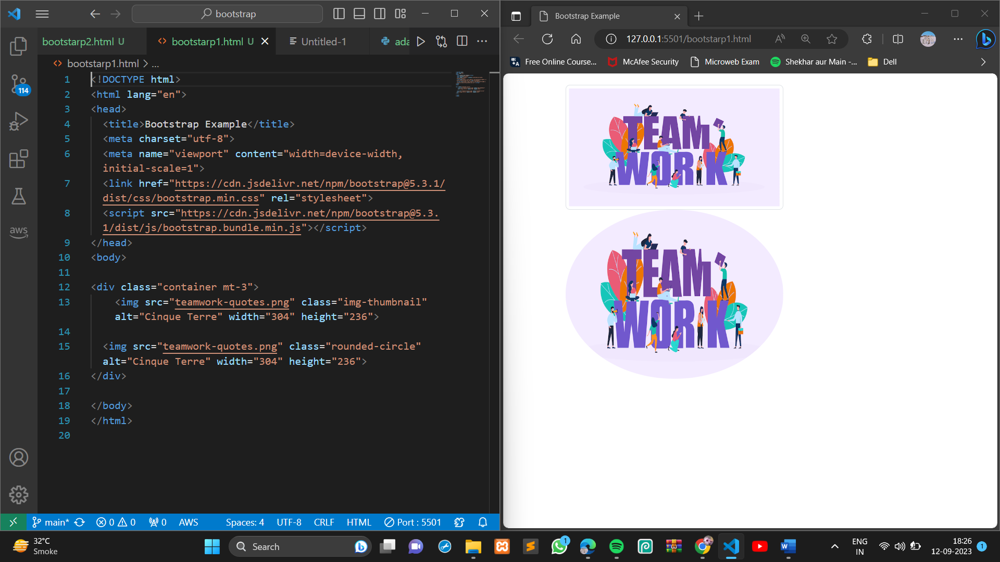 bootstrap
bootstarp2.html U
bootstarp1.html U
Untitled-1
ada
bootstarp1.html > ...
1 <!DOCTYPE html>
2 <html lang="en">
3 <head>
4 <title>Bootstrap Example</title>
5 <meta charset="utf-8">
6 <meta name="viewport" content="width=device-width,
initial-scale=1">
7 <link href="https://cdn.jsdelivr.net/npm/bootstrap@5.3.1/
dist/css/bootstrap.min.css" rel="stylesheet">
8 <script src="https://cdn.jsdelivr.net/npm/bootstrap@5.3.
1/dist/js/bootstrap.bundle.min.js"></script>
9 </head>
10 <body>
11
12 <div class="container mt-3">
13 <img src="teamwork-quotes.png" class="img-thumbnail"
alt="Cinque Terre" width="304" height="236">
14
15 <img src="teamwork-quotes.png" class="rounded-circle"
alt="Cinque Terre" width="304" height="236">
16 </div>
17
18 </body>
19 </html>
20
114
aws
main* 0 0 0 AWS Spaces: 4 UTF-8 CRLF HTML Port : 5501
Bootstrap Example
127.0.0.1:5501/bootstarp1.html
Free Online Course... McAfee Security Microweb Exam Shekhar aur Main -... Dell
TEAM
WORK
TEAM
WORK
32°C
Smoke
Search
1
ENG
IN
18:26
12-09-2023
1